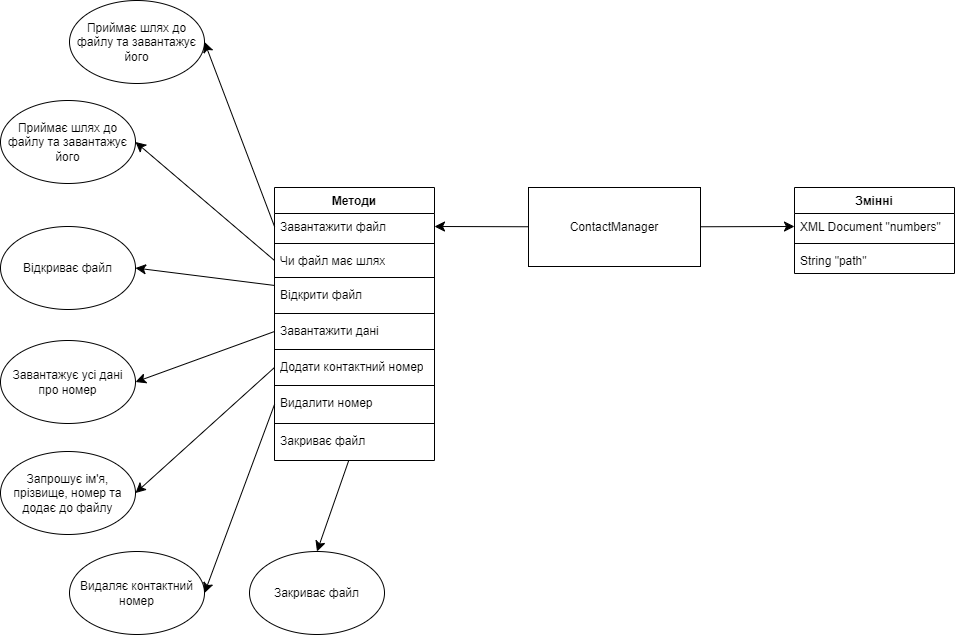 Приймає шлях до
файлу та завантажує
його
Приймає шлях до
файлу та завантажує
його
Відкриває файл
Завантажує усі дані
про номер
Запрошує ім'я,
прізвище, номер та
додає до файлу
Видаляє контактний
номер
Закриває файл
Методи
Завантажити файл
Чи файл має шлях
Відкрити файл
Завантажити дані
Додати контактний номер
Видалити номер
Закриває файл
ContactManager
Змінні
XML Document "numbers"
String "path"